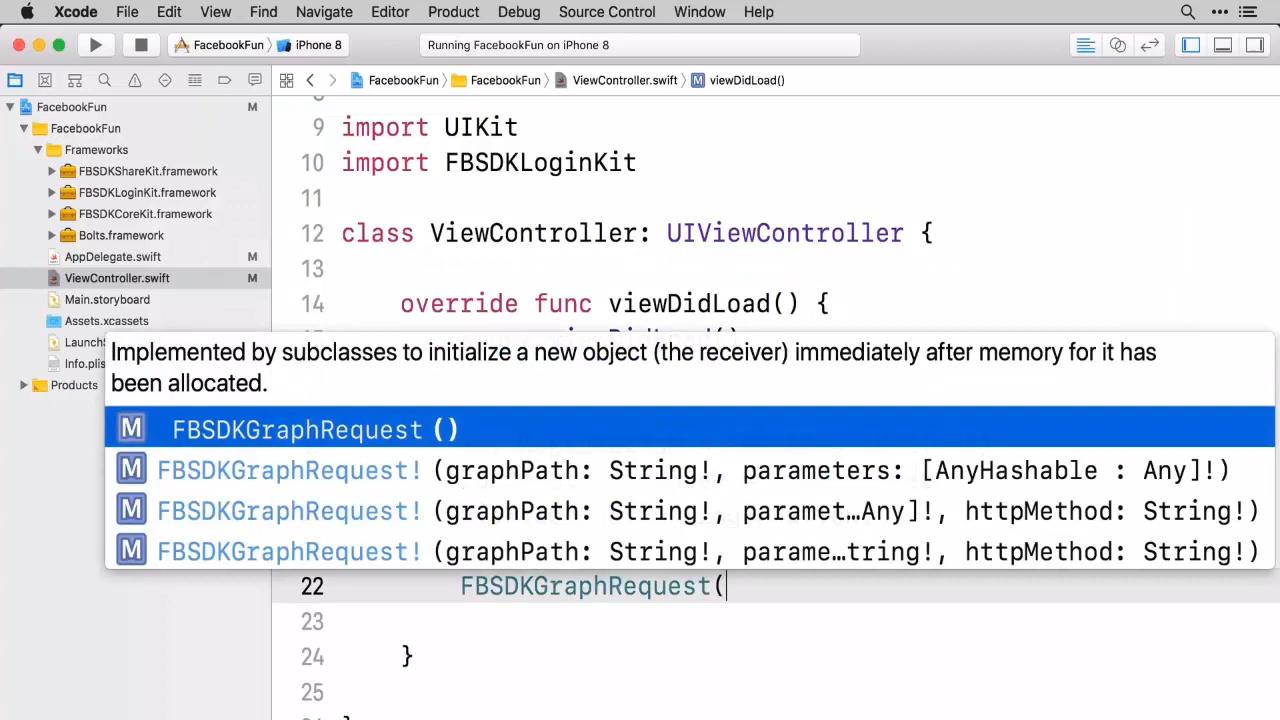 Xcode File Edit View Find Navigate Editor Product Debug Source Control Window Help
FacebookFun iPhone 8
Running FacebookFun on iPhone 8
FacebookFun FacebookFun ViewController.swift viewDidLoad()
FacebookFun M
FacebookFun
Frameworks
FBSDKShareKit.framework
FBSDKLoginKit.framework
FBSDKCoreKit.framework
Bolts.framework
AppDelegate.swift M
ViewController.swift M
Main.storyboard
Assets.xcassets
LaunchS
Info.plis
Products
9 import UIKit
10 import FBSDKLoginKit
11
12 class ViewController: UIViewController {
13
14 override func viewDidLoad() {
Implemented by subclasses to initialize a new object (the receiver) immediately after memory for it has
been allocated.
M FBSDKGraphRequest ()
M FBSDKGraphRequest! (graphPath: String!, parameters: [AnyHashable : Any]!)
M FBSDKGraphRequest! (graphPath: String!, paramet…Any]!, httpMethod: String!)
M FBSDKGraphRequest! (graphPath: String!, parame…tring!, httpMethod: String!)
22 FBSDKGraphRequest(
23
24 }
25